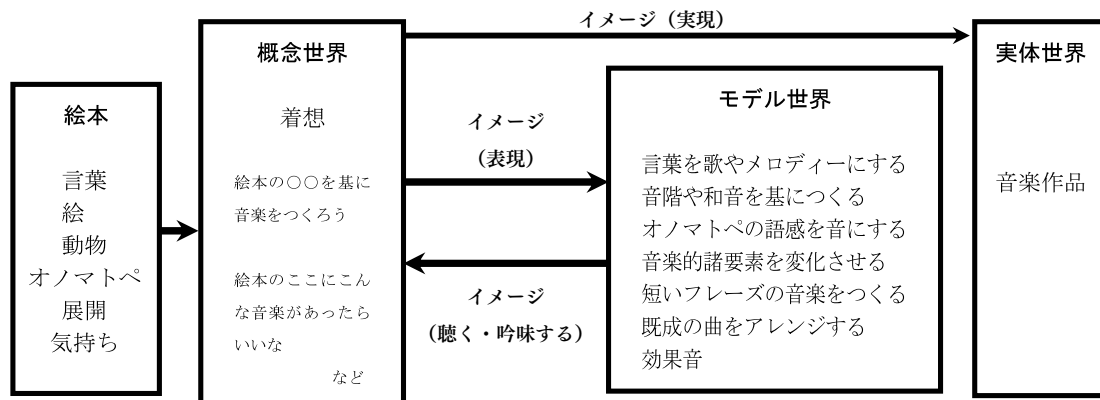 絵本
言葉
絵
動物
オノマトペ
展開
気持ち
概念世界
着想
絵本の○○を基に
音楽をつくろう
絵本のここにこん
な音楽があったら
いいな
など
イメージ（実現）
イメージ
（表現）
イメージ
（聴く・吟味する）
モデル世界
言葉を歌やメロディーにする
音階や和音を基につくる
オノマトペの語感を音にする
音楽的諸要素を変化させる
短いフレーズの音楽をつくる
既成の曲をアレンジする
効果音
実体世界
音楽作品